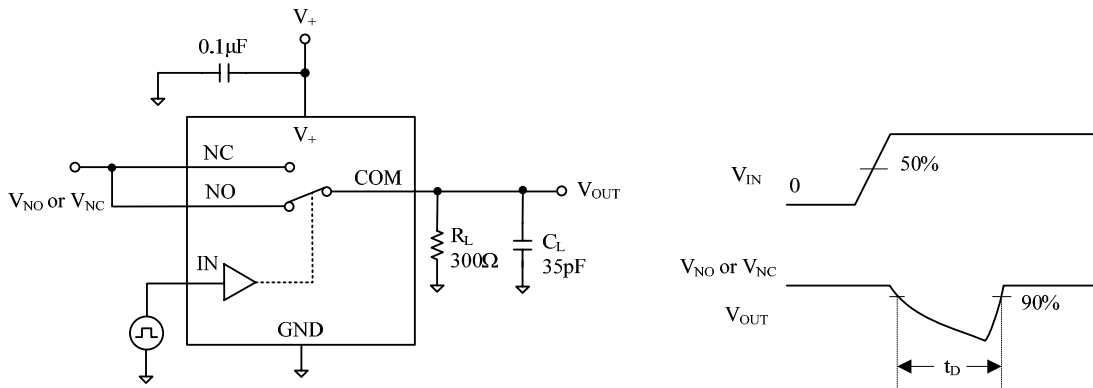 V+
0.1μF
V+
NC
NO
COM
VNO or VNC
VOUT
RL
300Ω
CL
35pF
IN
GND
VIN
0
50%
VNO or VNC
VOUT
90%
tD